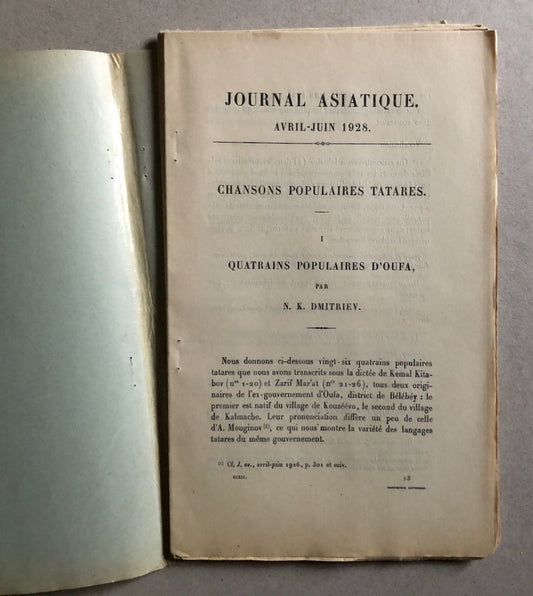 JOURNAL ASIATIQUE.
AVRIL-JUIN 1928.
CHANSONS POPULAIRES TATARES.
I
QUATRAINS POPULAIRES D'OUFA,
PAR
N. K. DMITRIEV.
Nous donnons ci-dessous vingt-six quatrains populaires
tatares que nous avons transcrits sous la dictée de Kemal Kita-
bov (nᵒˢ 1-20) et Zarif Mar'at (nᵒˢ 21-26), tous deux origi-
naires de l'ex-gouvernement d'Oufa, district de Bélébéy : le
premier est natif du village de Kouzéévo, le second du village
de Kalmache. Leur prononciation diffère un peu de celle
d'A. Mouginov⁽¹⁾, ce qui nous montre la variété des langages
tatares du même gouvernement.
⁽¹⁾ Cf. J. as., avril-juin 1926, p. 301 et suiv.
CCXII. 13
IMPRIMERIE NATIONALE.